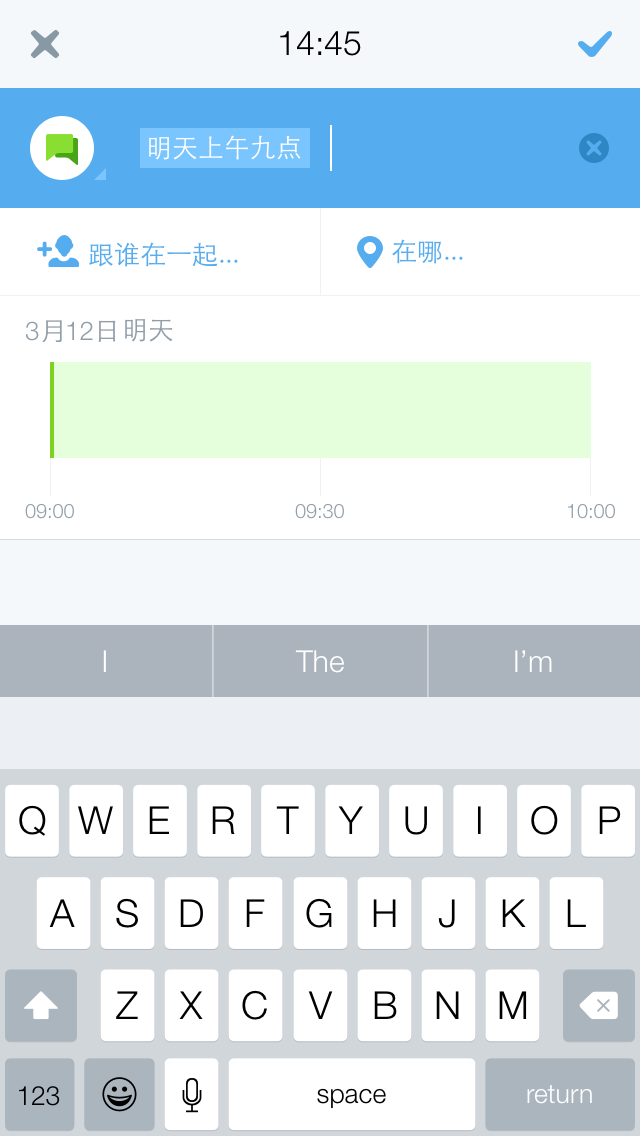 14:45
明天上午九点
跟谁在一起...
在哪...
3月12日 明天
09:00 09:30 10:00
I The I'm
Q W E R T Y U I O P
A S D F G H J K L
Z X C V B N M
123 space return